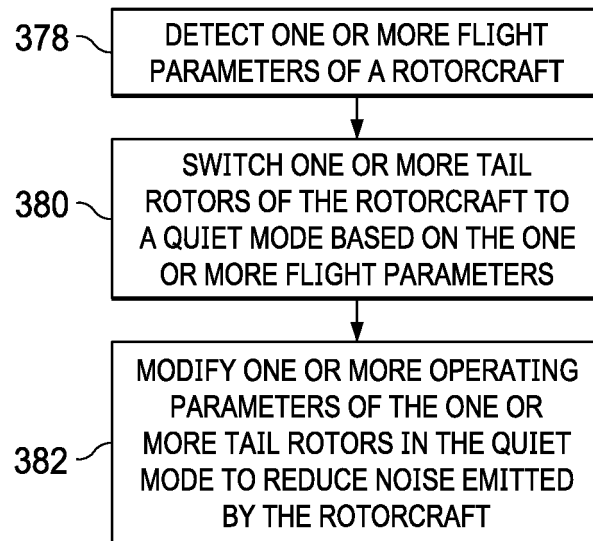 378
DETECT ONE OR MORE FLIGHT
PARAMETERS OF A ROTORCRAFT
380
SWITCH ONE OR MORE TAIL
ROTORS OF THE ROTORCRAFT TO
A QUIET MODE BASED ON THE ONE
OR MORE FLIGHT PARAMETERS
382
MODIFY ONE OR MORE OPERATING
PARAMETERS OF THE ONE OR
MORE TAIL ROTORS IN THE QUIET
MODE TO REDUCE NOISE EMITTED
BY THE ROTORCRAFT